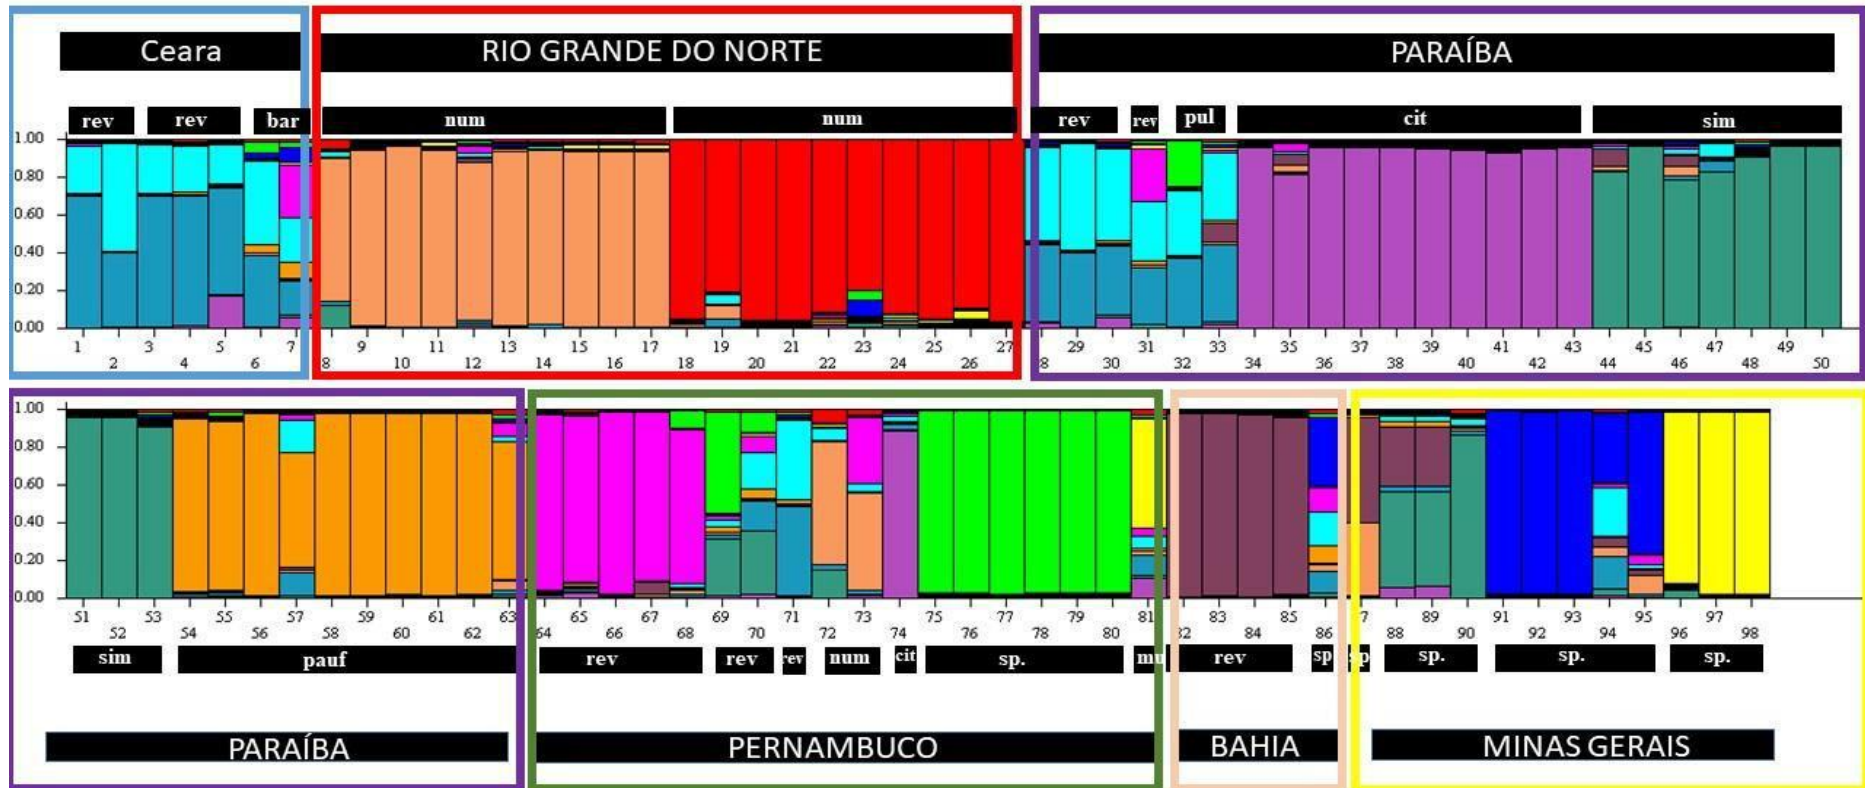 Ceara RIO GRANDE DO NORTE PARAÍBA
rev rev bar num num rev rev pul cit sim
1.00
0.80
0.60
0.40
0.20
0.00
1 3 5 7 9 11 13 15 17 19 21 23 25 27 29 31 33 35 37 39 41 43 45 47 49
2 4 6 8 10 12 14 16 18 20 22 24 26 28 30 32 34 36 38 40 42 44 46 48 50
1.00
0.80
0.60
0.40
0.20
0.00
51 53 55 57 59 61 63 65 67 69 71 73 75 77 79 81 83 85 7 89 91 93 95 97
52 54 56 58 60 62 64 66 68 70 72 74 76 78 80 82 84 86 88 90 92 94 96 98
sim pauf rev rev rev num cit sp. mu rev sp sp sp. sp. sp.
PARAÍBA PERNAMBUCO BAHIA MINAS GERAIS